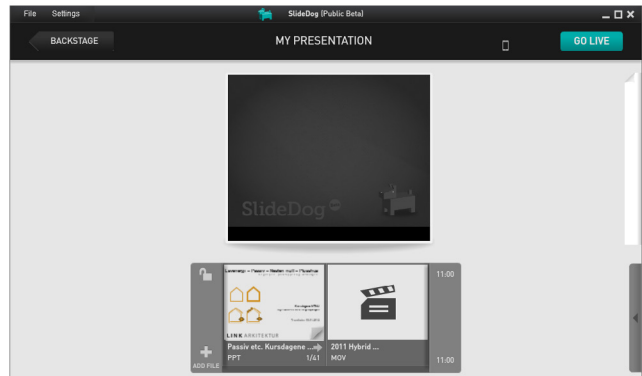 File Settings SlideDog (Public Beta)
BACKSTAGE MY PRESENTATION GO LIVE
SlideDog
11:00
LINK ARKITEKTUR
Passiv etc. Kursdagene ... 2011 Hybrid ...
PPT 1/41 MOV 11:00
ADD FILE